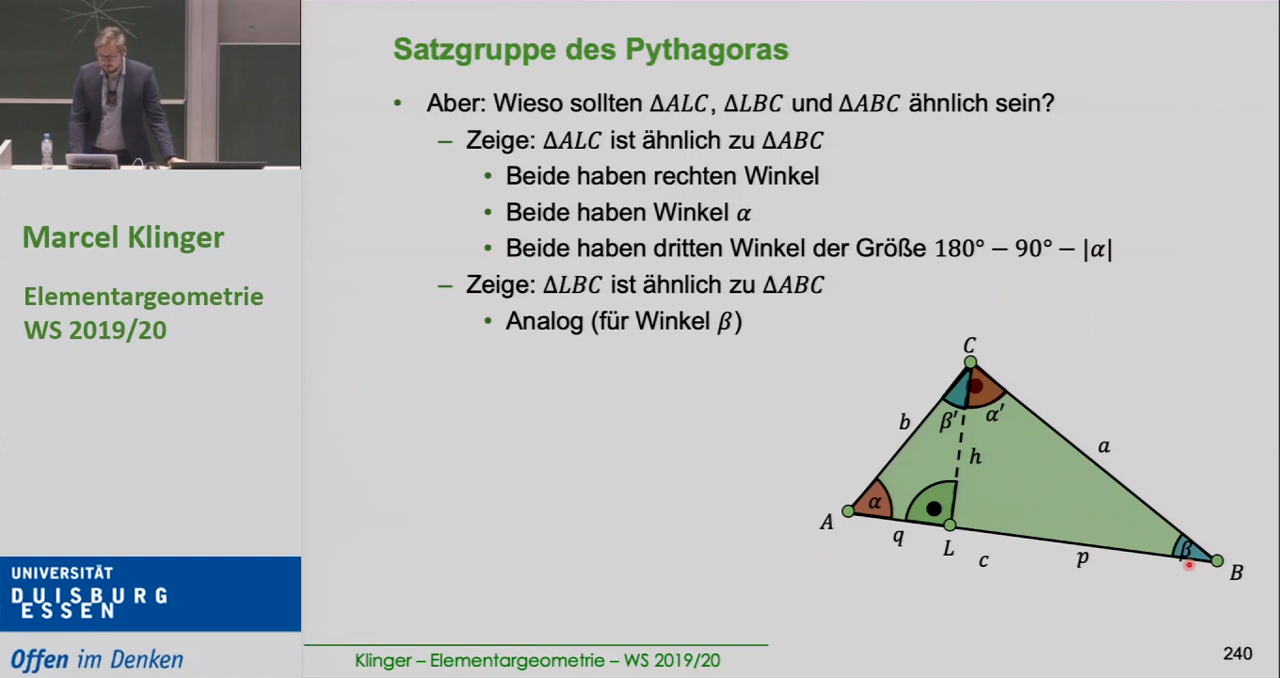 Satzgruppe des Pythagoras
• Aber: Wieso sollten ΔALC, ΔLBC und ΔABC ähnlich sein?
– Zeige: ΔALC ist ähnlich zu ΔABC
• Beide haben rechten Winkel
• Beide haben Winkel α
• Beide haben dritten Winkel der Größe 180° − 90° − |α|
– Zeige: ΔLBC ist ähnlich zu ΔABC
• Analog (für Winkel β)
Marcel Klinger
Elementargeometrie
WS 2019/20
C
b
β′
α′
a
h
A
α
q
L
c
p
β
B
UNIVERSITÄT
DUISBURG
ESSEN
Offen im Denken
Klinger – Elementargeometrie – WS 2019/20
240